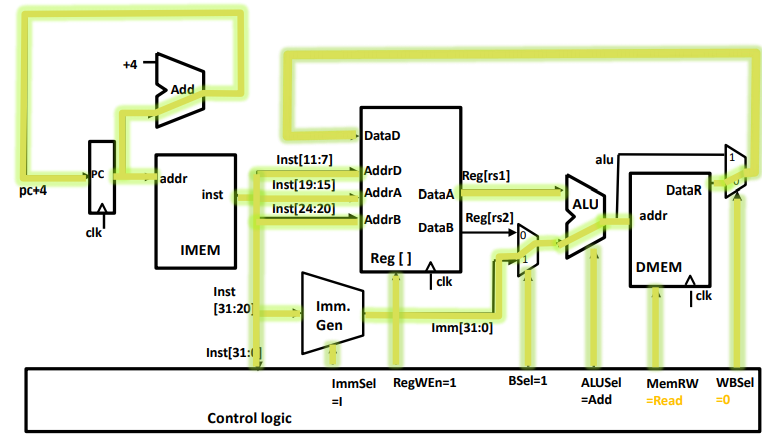 +4
Add
PC
pc+4
clk
addr
inst
IMEM
Inst[11:7]
Inst[19:15]
Inst[24:20]
Inst
[31:20]
Inst[31:0]
Imm.
Gen
DataD
AddrD
AddrA
AddrB
DataA
DataB
Reg [ ]
clk
Reg[rs1]
Reg[rs2]
Imm[31:0]
0
1
ALU
alu
DataR
addr
DMEM
clk
1
0
ImmSel
=I
RegWEn=1
BSel=1
ALUSel
=Add
MemRW
=Read
WBSel
=0
Control logic